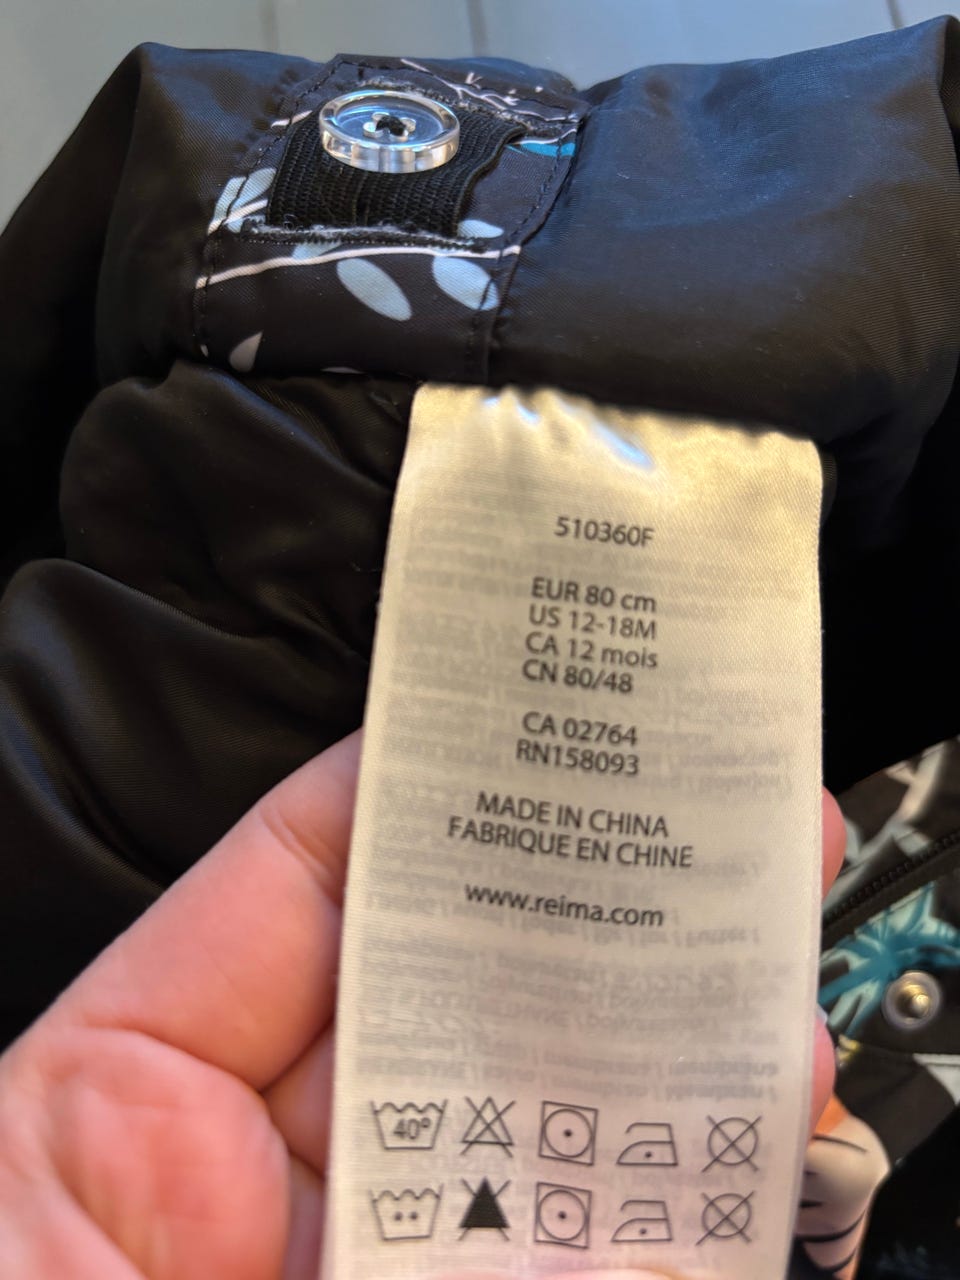 510360F
EUR 80 cm
US 12-18M
CA 12 mois
CN 80/48
CA 02764
RN158093
MADE IN CHINA
FABRIQUE EN CHINE
www.reima.com
40°